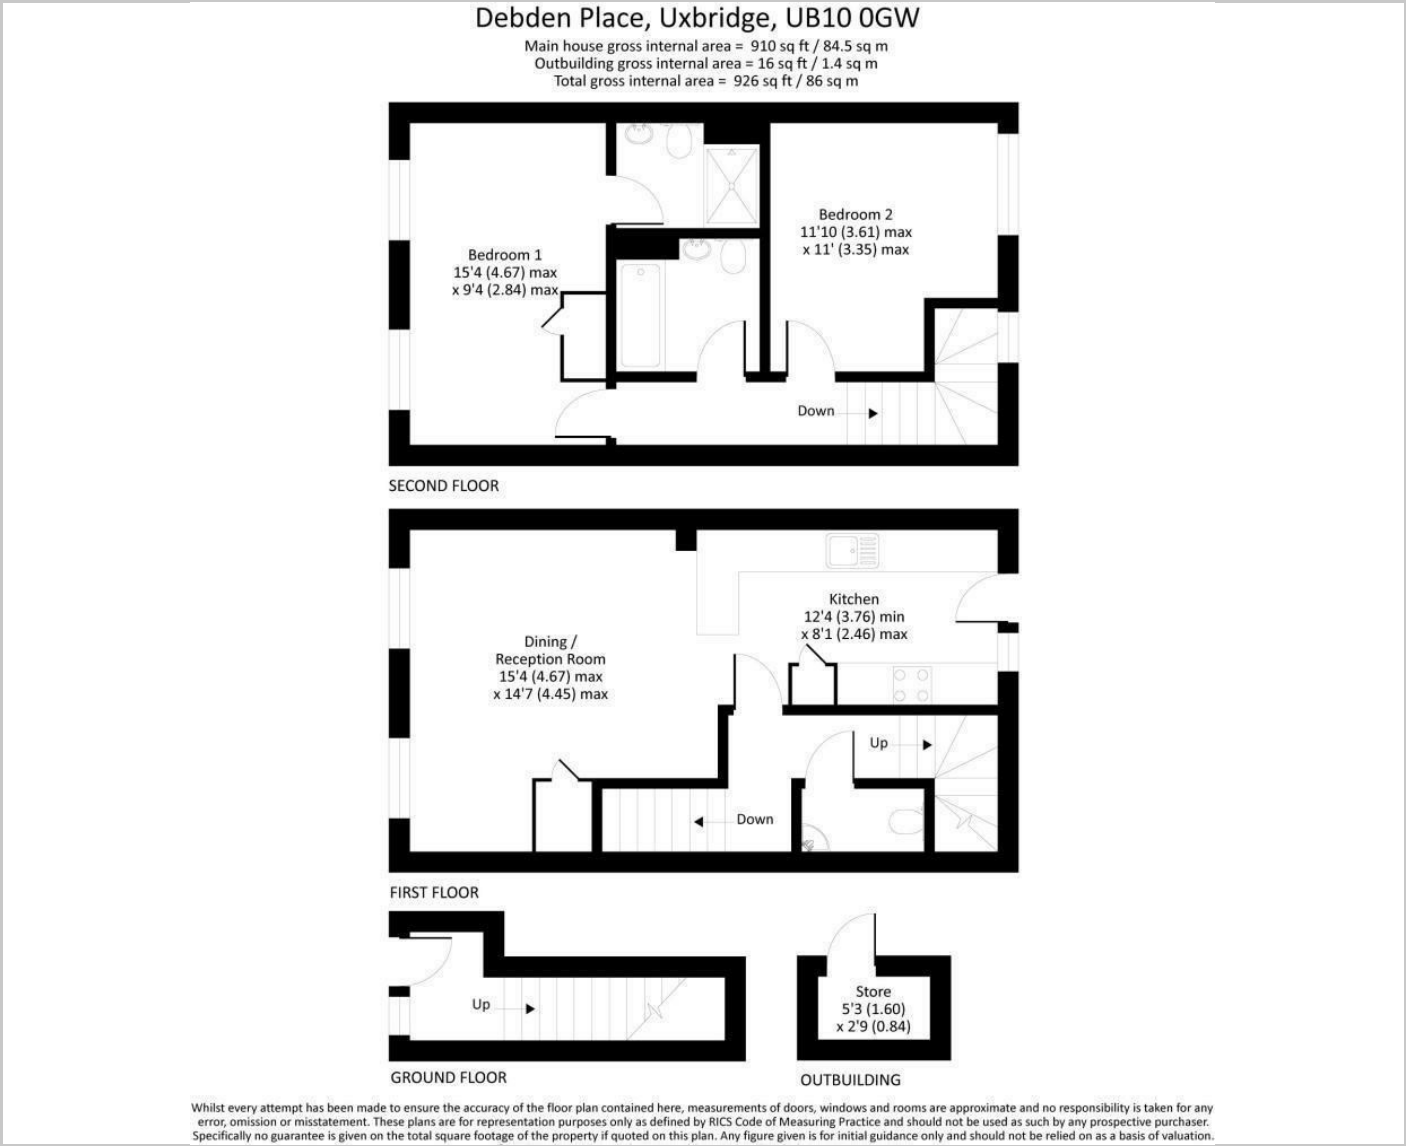 Debden Place, Uxbridge, UB10 0GW
Main house gross internal area = 910 sq ft / 84.5 sq m
Outbuilding gross internal area = 16 sq ft / 1.4 sq m
Total gross internal area = 926 sq ft / 86 sq m
Bedroom 1
15'4 (4.67) max
x 9'4 (2.84) max
Bedroom 2
11'10 (3.61) max
x 11' (3.35) max
Down
SECOND FLOOR
Kitchen
12'4 (3.76) min
x 8'1 (2.46) max
Dining /
Reception Room
15'4 (4.67) max
x 14'7 (4.45) max
Up
Down
FIRST FLOOR
Up
GROUND FLOOR
Store
5'3 (1.60)
x 2'9 (0.84)
OUTBUILDING
Whilst every attempt has been made to ensure the accuracy of the floor plan contained here, measurements of doors, windows and rooms are approximate and no responsibility is taken for any
error, omission or misstatement. These plans are for representation purposes only as defined by RICS Code of Measuring Practice and should not be used as such by any prospective purchaser.
Specifically no guarantee is given on the total square footage of the property if quoted on this plan. Any figure given is for initial guidance only and should not be relied on as a basis of valuation.